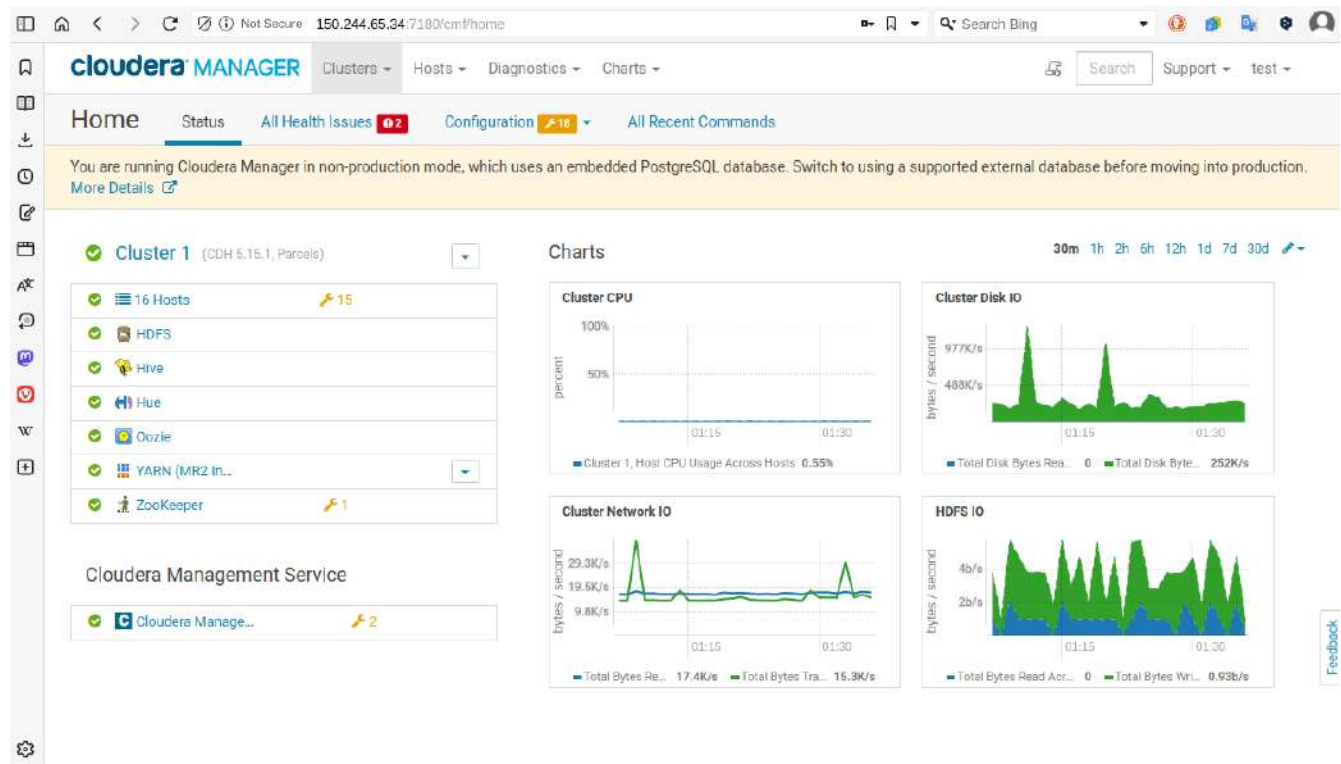 Not Secure 150.244.65.34:7180/cmf/home Search Bing
cloudera MANAGER Clusters Hosts Diagnostics Charts Search Support test
Home Status All Health Issues 2 Configuration 18 All Recent Commands
You are running Cloudera Manager in non-production mode, which uses an embedded PostgreSQL database. Switch to using a supported external database before moving into production.
More Details
Cluster 1 (CDH 5.15.1, Parcels)
16 Hosts 15
HDFS
Hive
Hue
Oozie
YARN (MR2 In...
ZooKeeper 1
Cloudera Management Service
Cloudera Manage... 2
Charts 30m 1h 2h 6h 12h 1d 7d 30d
Cluster CPU
percent
100%
50%
01:15 01:30
Cluster 1, Host CPU Usage Across Hosts 0.55%
Cluster Disk IO
bytes / second
977K/s
488K/s
01:15 01:30
Total Disk Bytes Rea... 0 Total Disk Byte... 252K/s
Cluster Network IO
bytes / second
29.3K/s
19.5K/s
9.8K/s
01:15 01:30
Total Bytes Re... 17.4K/s Total Bytes Tra... 15.3K/s
HDFS IO
bytes / second
4b/s
2b/s
01:15 01:30
Total Bytes Read Acr... 0 Total Bytes Wri... 0.93b/s
Feedback